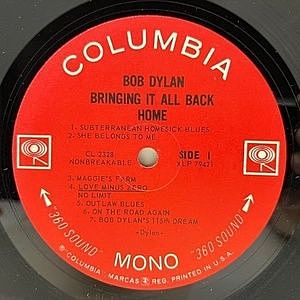 COLUMBIA
BOB DYLAN
BRINGING IT ALL BACK
HOME
1. SUBTERRANEAN HOMESICK BLUES
2. SHE BELONGS TO ME
CL 2328
NONBREAKABLE
SIDE 1
XLP 79421
3. MAGGIE'S FARM
4. LOVE MINUS ZERO
NO LIMIT
5. OUTLAW BLUES
6. ON THE ROAD AGAIN
7. BOB DYLAN'S 115th DREAM
-Dylan-
"360 SOUND" MONO "360 SOUND"
® COLUMBIA MARCAS REG. PRINTED IN U.S.A.